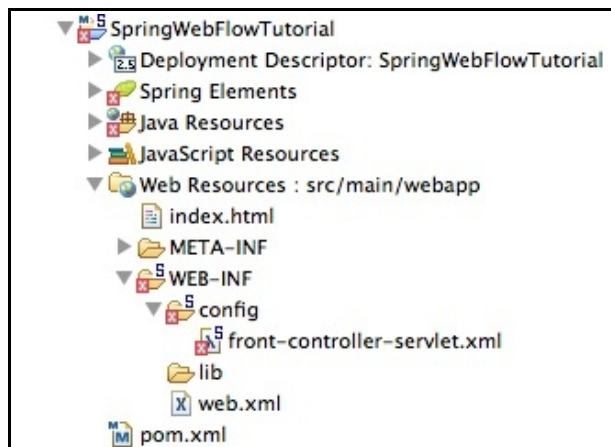 SpringWebFlowTutorial
Deployment Descriptor: SpringWebFlowTutorial
Spring Elements
Java Resources
JavaScript Resources
Web Resources : src/main/webapp
index.html
META-INF
WEB-INF
config
front-controller-servlet.xml
lib
web.xml
pom.xml